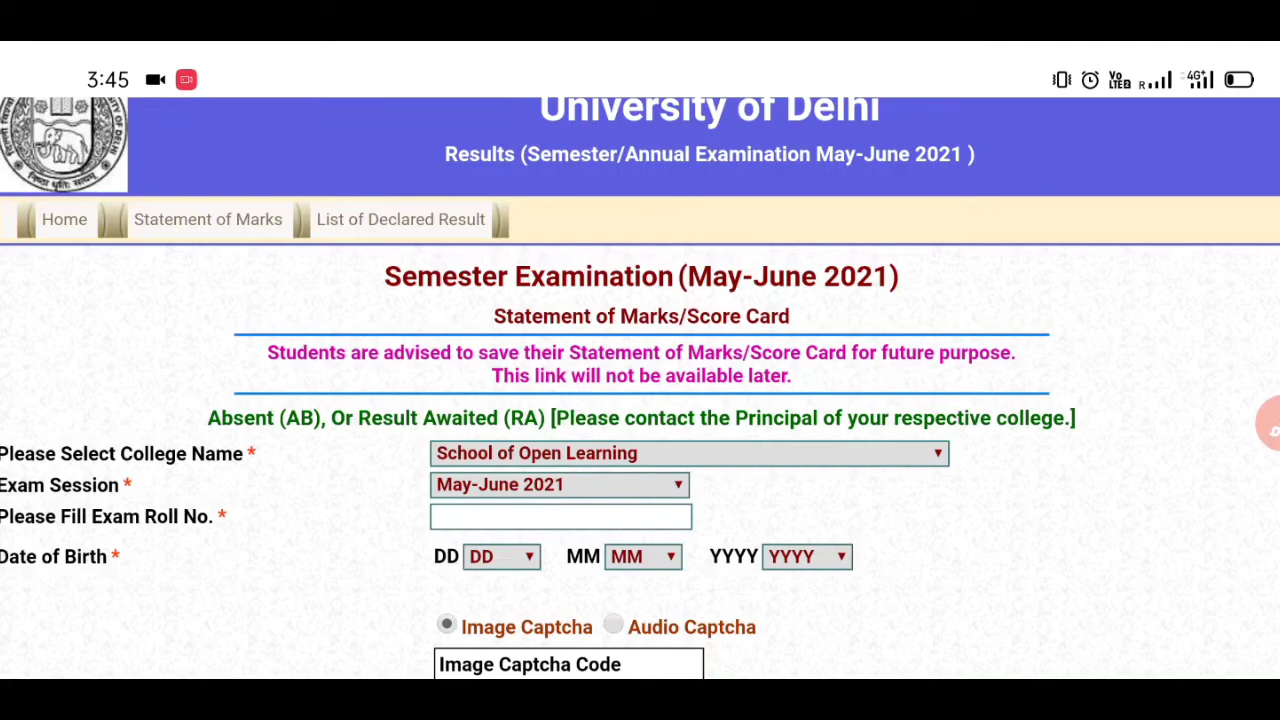 3:45
Vo
LTE2
R
4G+
University of Delhi
Results (Semester/Annual Examination May-June 2021 )
Home
Statement of Marks
List of Declared Result
Semester Examination (May-June 2021)
Statement of Marks/Score Card
Students are advised to save their Statement of Marks/Score Card for future purpose.
This link will not be available later.
Absent (AB), Or Result Awaited (RA) [Please contact the Principal of your respective college.]
Please Select College Name * School of Open Learning
Exam Session * May-June 2021
Please Fill Exam Roll No. *
Date of Birth * DD DD MM MM YYYY YYYY
Image Captcha Audio Captcha
Image Captcha Code